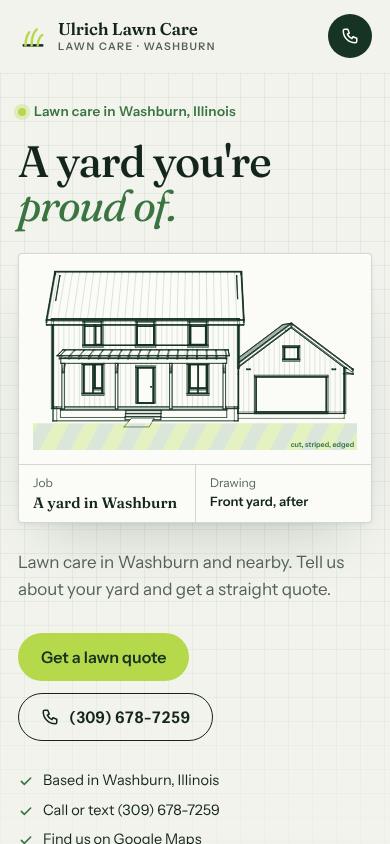 Ulrich Lawn Care
LAWN CARE · WASHBURN
Lawn care in Washburn, Illinois
A yard you're
proud of.
cut, striped, edged
Job
A yard in Washburn
Drawing
Front yard, after
Lawn care in Washburn and nearby. Tell us
about your yard and get a straight quote.
Get a lawn quote
(309) 678-7259
Based in Washburn, Illinois
Call or text (309) 678-7259
Find us on Google Maps